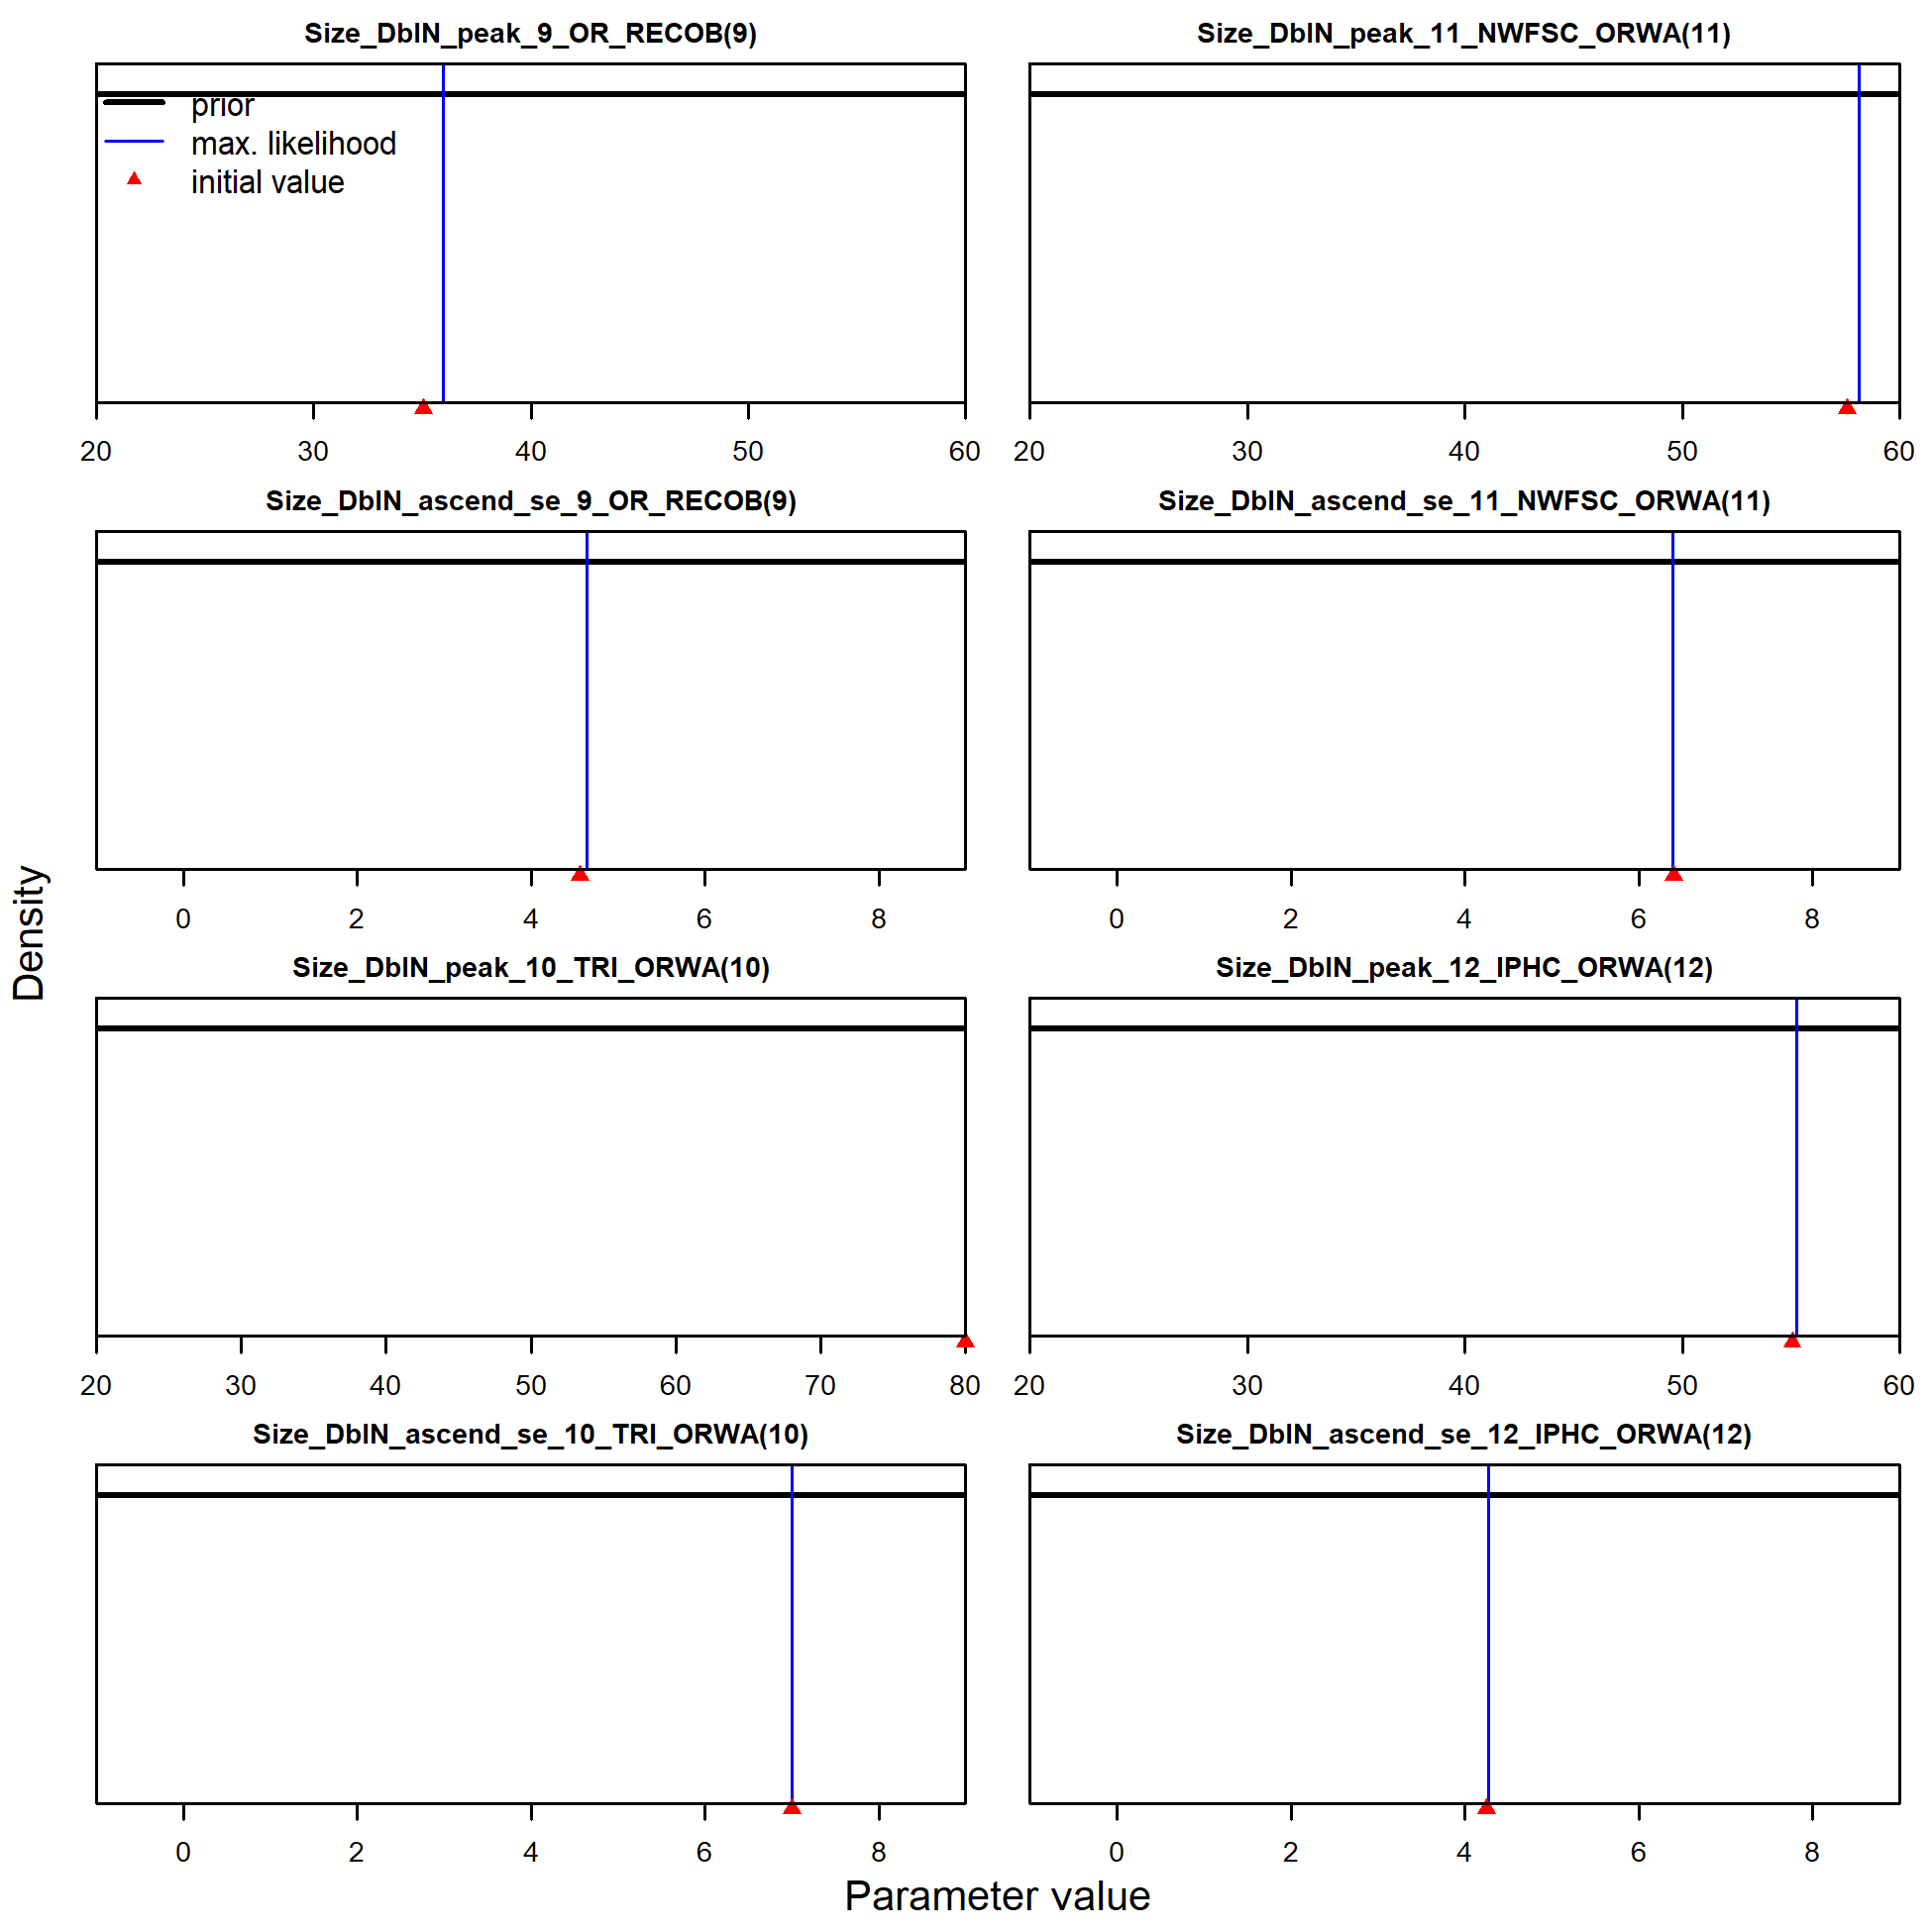 Size_DblN_peak_9_OR_RECOB(9)
Size_DblN_peak_11_NWFSC_ORWA(11)
prior
max. likelihood
initial value
20 30 40 50 60
20 30 40 50 60
Size_DblN_ascend_se_9_OR_RECOB(9)
Size_DblN_ascend_se_11_NWFSC_ORWA(11)
0 2 4 6 8
0 2 4 6 8
Density
Size_DblN_peak_10_TRI_ORWA(10)
Size_DblN_peak_12_IPHC_ORWA(12)
20 30 40 50 60 70 80
20 30 40 50 60
Size_DblN_ascend_se_10_TRI_ORWA(10)
Size_DblN_ascend_se_12_IPHC_ORWA(12)
0 2 4 6 8
0 2 4 6 8
Parameter value